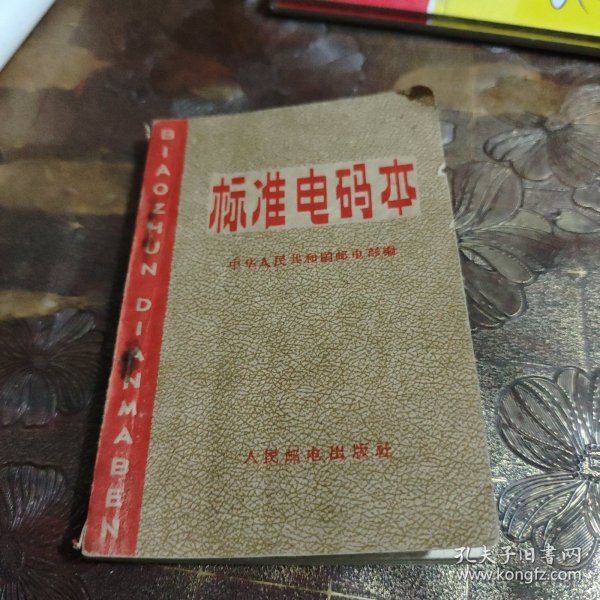 BIAOZHUN DIANMABEN
标准电码本
中华人民共和国邮电部编
人民邮电出版社
孔夫子旧书网
www.kongfz.com